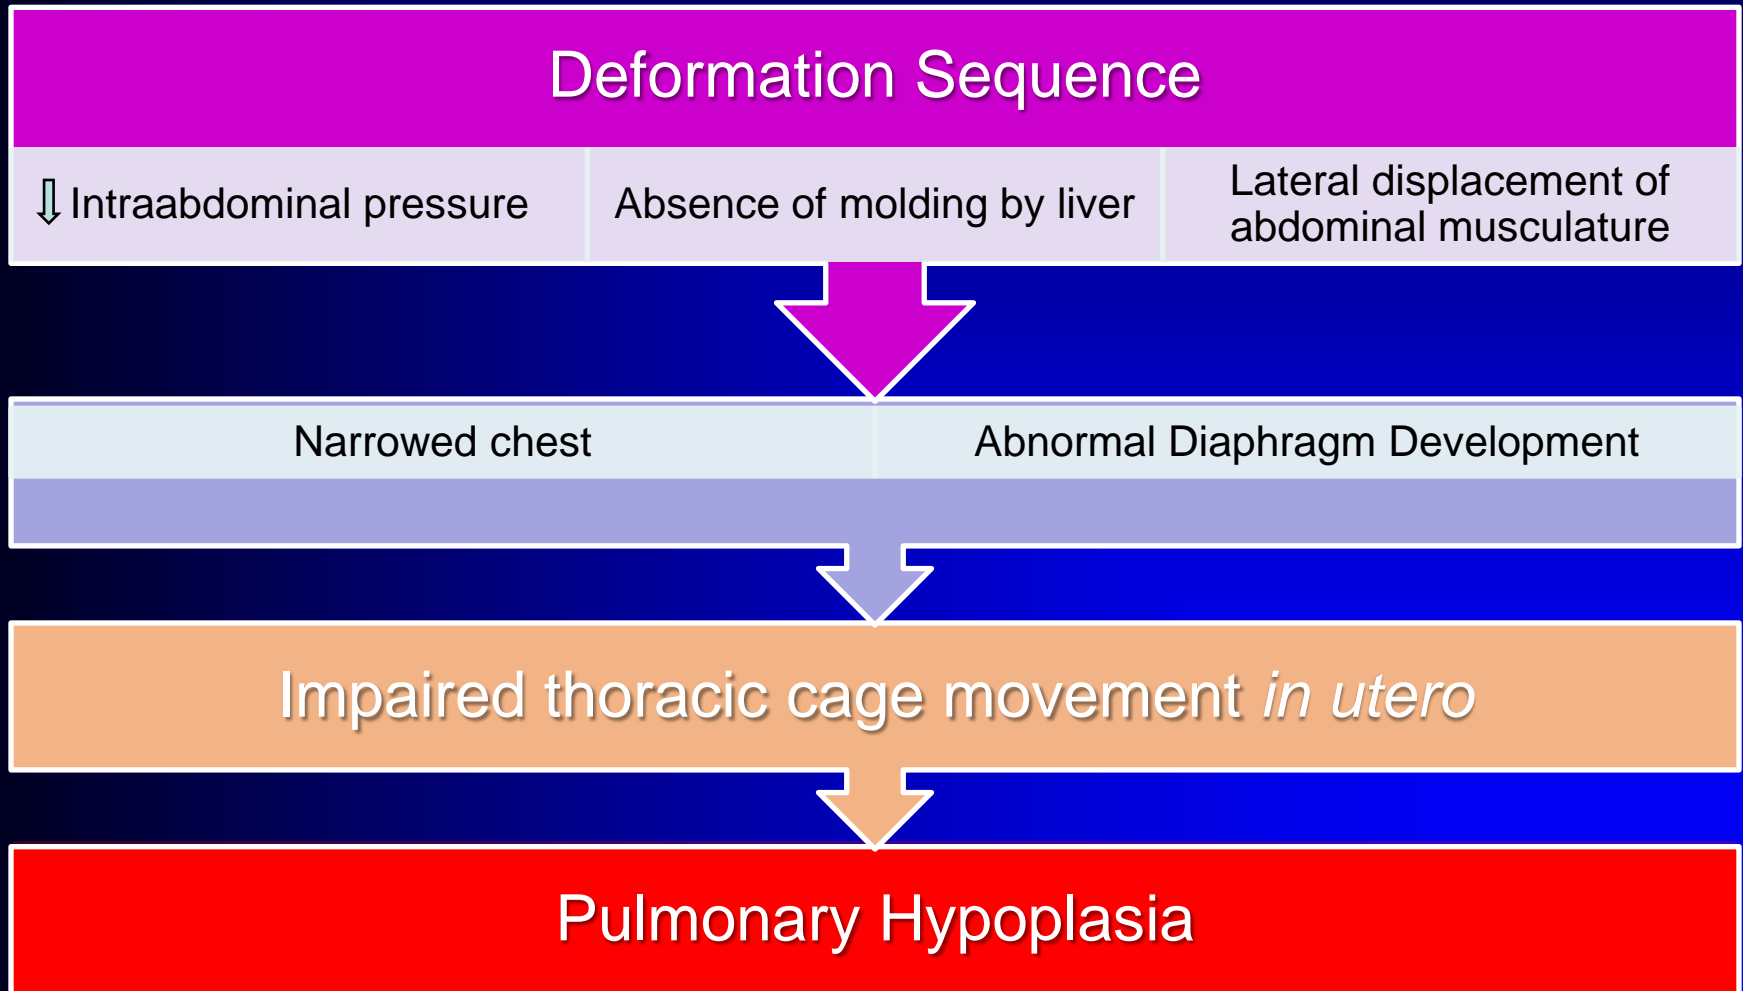 Deformation Sequence
⇩ Intraabdominal pressure
Absence of molding by liver
Lateral displacement of
abdominal musculature
Narrowed chest
Abnormal Diaphragm Development
Impaired thoracic cage movement in utero
Pulmonary Hypoplasia